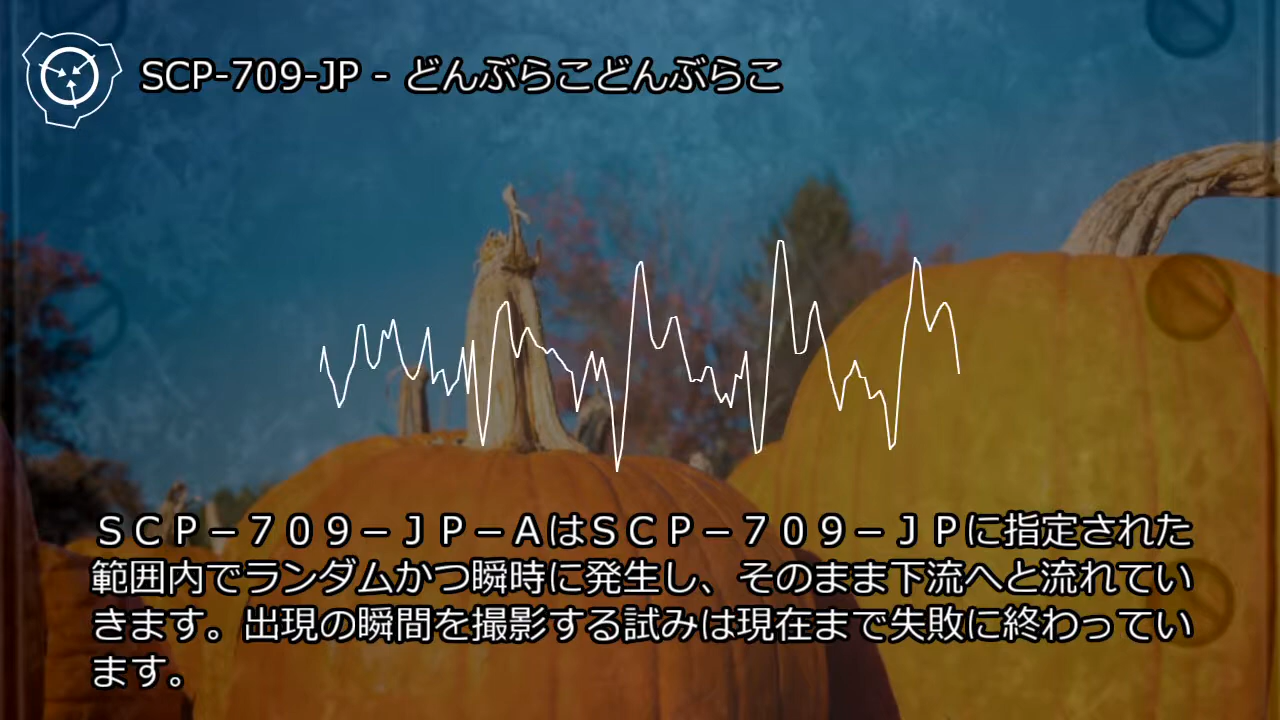 SCP-709-JP - どんぶらこどんぶらこ
ＳＣＰ－７０９－ＪＰ－ＡはＳＣＰ－７０９－ＪＰに指定された
範囲内でランダムかつ瞬時に発生し、そのまま下流へと流れてい
きます。出現の瞬間を撮影する試みは現在まで失敗に終わってい
ます。